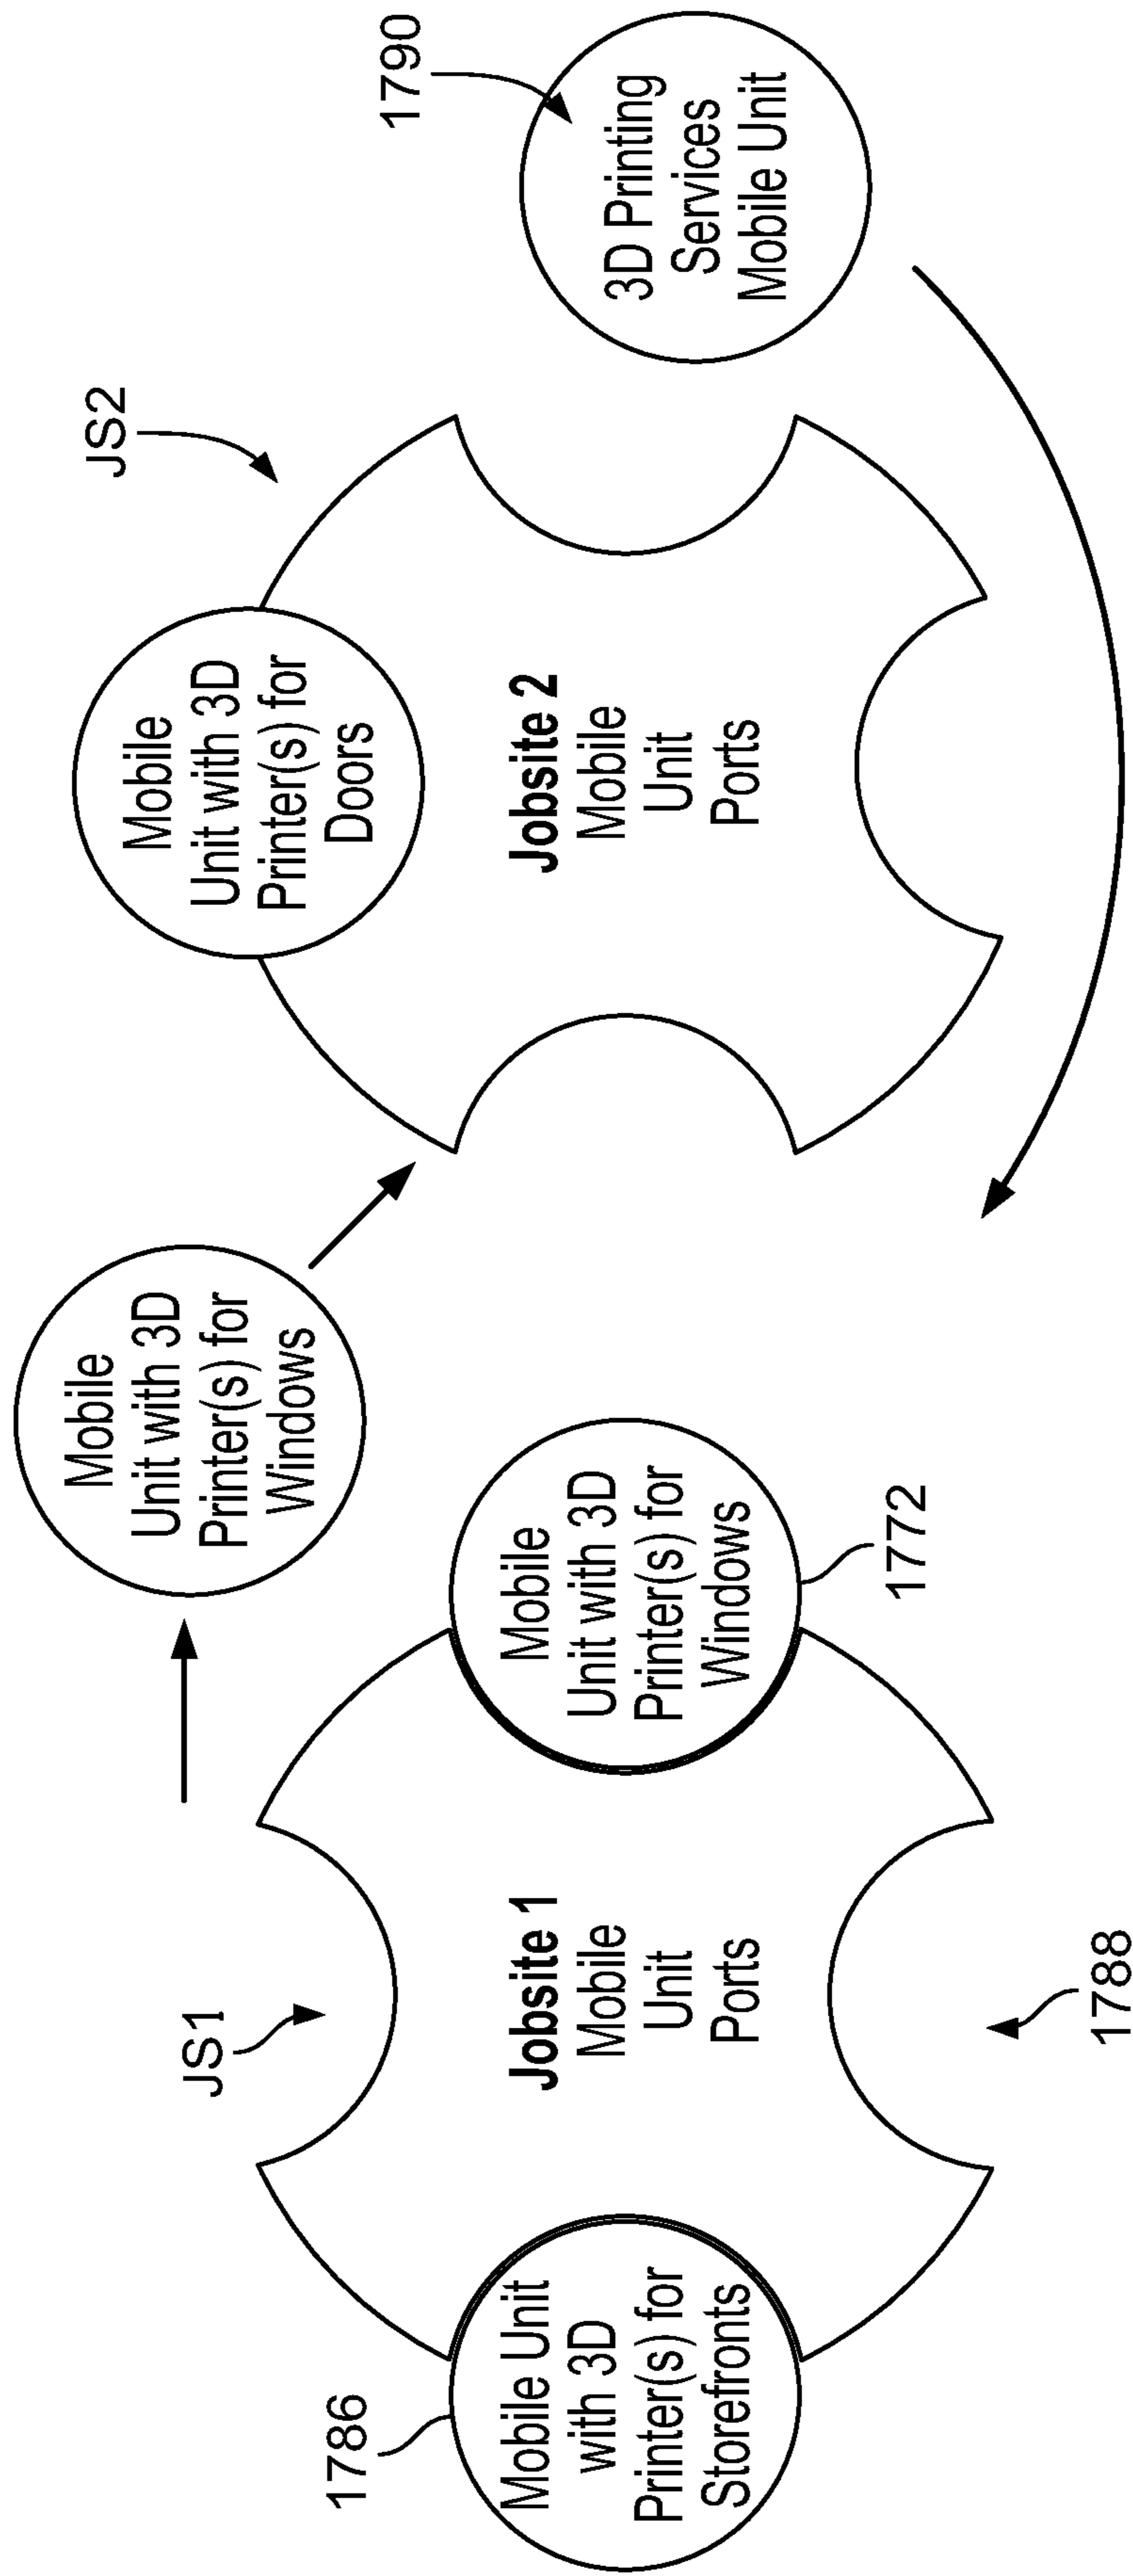 1786
Mobile Unit
with 3D
Printer(s) for
Storefronts
JS1
Jobsite 1
Mobile
Unit
Ports
1788
Mobile
Unit with 3D
Printer(s) for
Windows
1772
Mobile
Unit with 3D
Printer(s) for
Windows
JS2
Mobile
Unit with 3D
Printer(s) for
Doors
Jobsite 2
Mobile
Unit
Ports
1790
3D Printing
Services
Mobile Unit